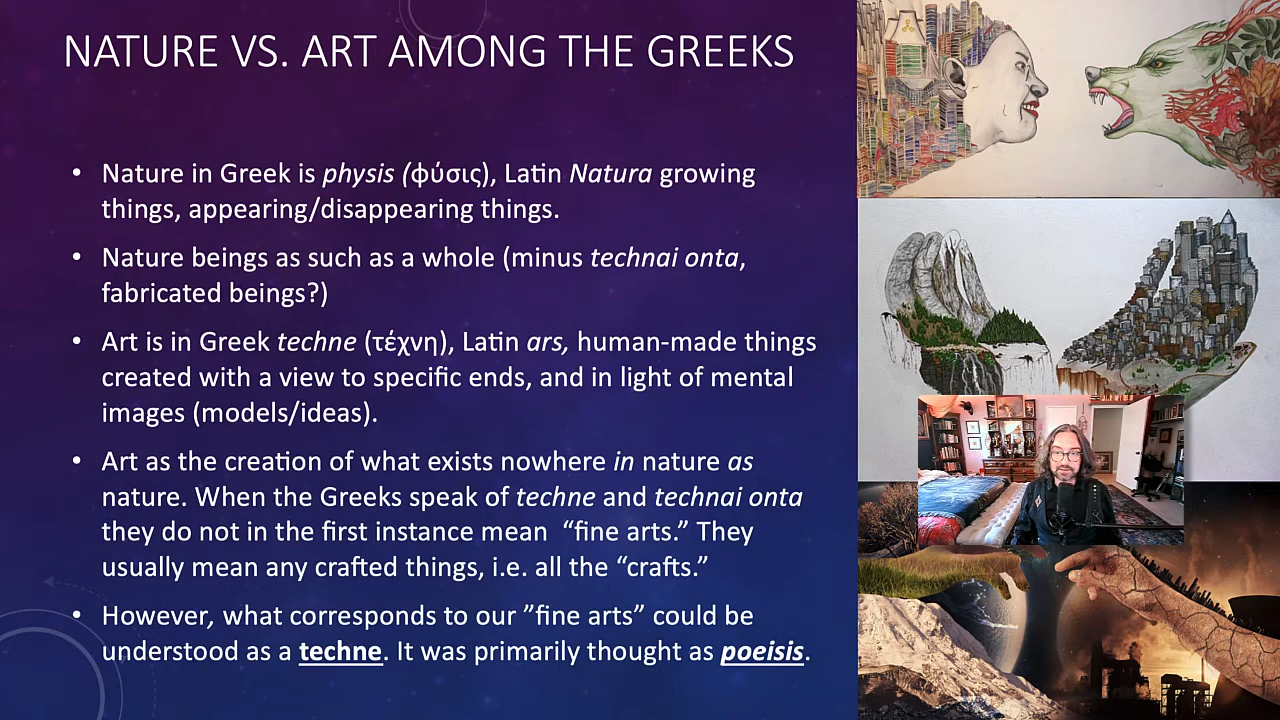 NATURE VS. ART AMONG THE GREEKS
• Nature in Greek is physis (φύσις), Latin Natura growing
things, appearing/disappearing things.
• Nature beings as such as a whole (minus technai onta,
fabricated beings?)
• Art is in Greek techne (τέχνη), Latin ars, human-made things
created with a view to specific ends, and in light of mental
images (models/ideas).
• Art as the creation of what exists nowhere in nature as
nature. When the Greeks speak of techne and technai onta
they do not in the first instance mean “fine arts.” They
usually mean any crafted things, i.e. all the “crafts.”
• However, what corresponds to our ”fine arts” could be
understood as a techne. It was primarily thought as poeisis.